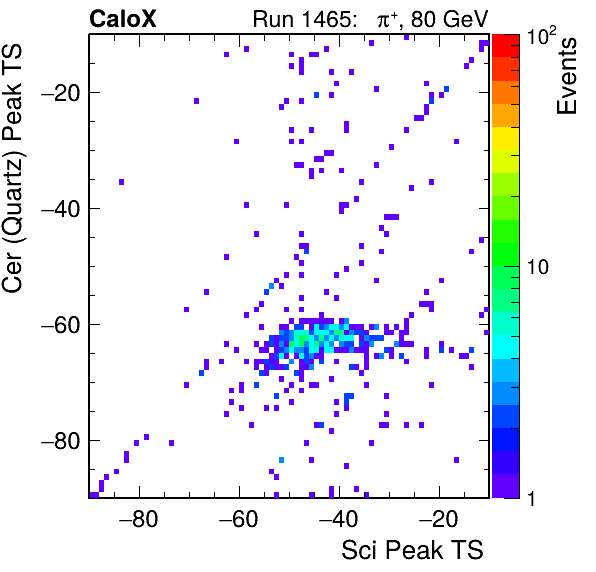 CaloX Run 1465: π⁺, 80 GeV
Cer (Quartz) Peak TS
−20
−40
−60
−80
−80 −60 −40 −20
Sci Peak TS
10²
10
1
Events